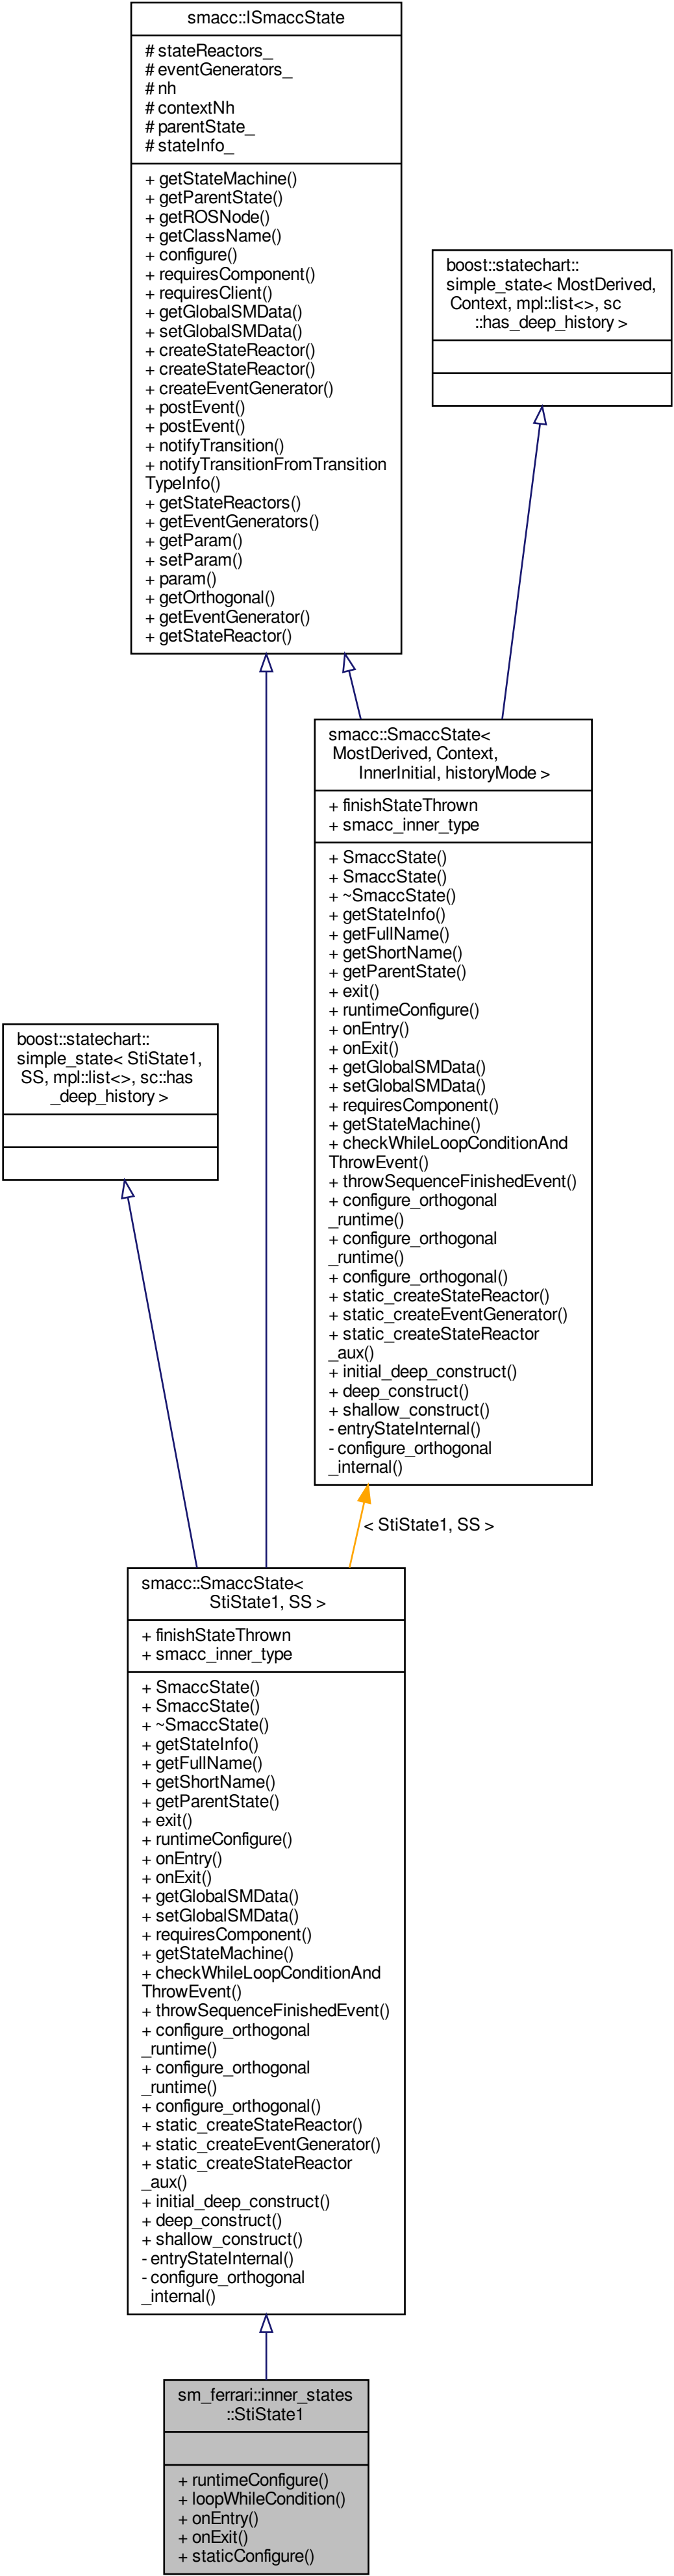 smacc::ISmaccState
# stateReactors_
# eventGenerators_
# nh
# contextNh
# parentState_
# stateInfo_
+ getStateMachine()
+ getParentState()
+ getROSNode()
+ getClassName()
+ configure()
+ requiresComponent()
+ requiresClient()
+ getGlobalSMData()
+ setGlobalSMData()
+ createStateReactor()
+ createStateReactor()
+ createEventGenerator()
+ postEvent()
+ postEvent()
+ notifyTransition()
+ notifyTransitionFromTransition
TypeInfo()
+ getStateReactors()
+ getEventGenerators()
+ getParam()
+ setParam()
+ param()
+ getOrthogonal()
+ getEventGenerator()
+ getStateReactor()
boost::statechart::
simple_state< MostDerived,
Context, mpl::list<>, sc
::has_deep_history >
smacc::SmaccState<
MostDerived, Context,
InnerInitial, historyMode >
+ finishStateThrown
+ smacc_inner_type
+ SmaccState()
+ SmaccState()
+ ~SmaccState()
+ getStateInfo()
+ getFullName()
+ getShortName()
+ getParentState()
+ exit()
+ runtimeConfigure()
+ onEntry()
+ onExit()
+ getGlobalSMData()
+ setGlobalSMData()
+ requiresComponent()
+ getStateMachine()
+ checkWhileLoopConditionAnd
ThrowEvent()
+ throwSequenceFinishedEvent()
+ configure_orthogonal
_runtime()
+ configure_orthogonal
_runtime()
+ configure_orthogonal()
+ static_createStateReactor()
+ static_createEventGenerator()
+ static_createStateReactor
_aux()
+ initial_deep_construct()
+ deep_construct()
+ shallow_construct()
- entryStateInternal()
- configure_orthogonal
_internal()
boost::statechart::
simple_state< StiState1,
SS, mpl::list<>, sc::has
_deep_history >
< StiState1, SS >
smacc::SmaccState<
StiState1, SS >
+ finishStateThrown
+ smacc_inner_type
+ SmaccState()
+ SmaccState()
+ ~SmaccState()
+ getStateInfo()
+ getFullName()
+ getShortName()
+ getParentState()
+ exit()
+ runtimeConfigure()
+ onEntry()
+ onExit()
+ getGlobalSMData()
+ setGlobalSMData()
+ requiresComponent()
+ getStateMachine()
+ checkWhileLoopConditionAnd
ThrowEvent()
+ throwSequenceFinishedEvent()
+ configure_orthogonal
_runtime()
+ configure_orthogonal
_runtime()
+ configure_orthogonal()
+ static_createStateReactor()
+ static_createEventGenerator()
+ static_createStateReactor
_aux()
+ initial_deep_construct()
+ deep_construct()
+ shallow_construct()
- entryStateInternal()
- configure_orthogonal
_internal()
sm_ferrari::inner_states
::StiState1
+ runtimeConfigure()
+ loopWhileCondition()
+ onEntry()
+ onExit()
+ staticConfigure()